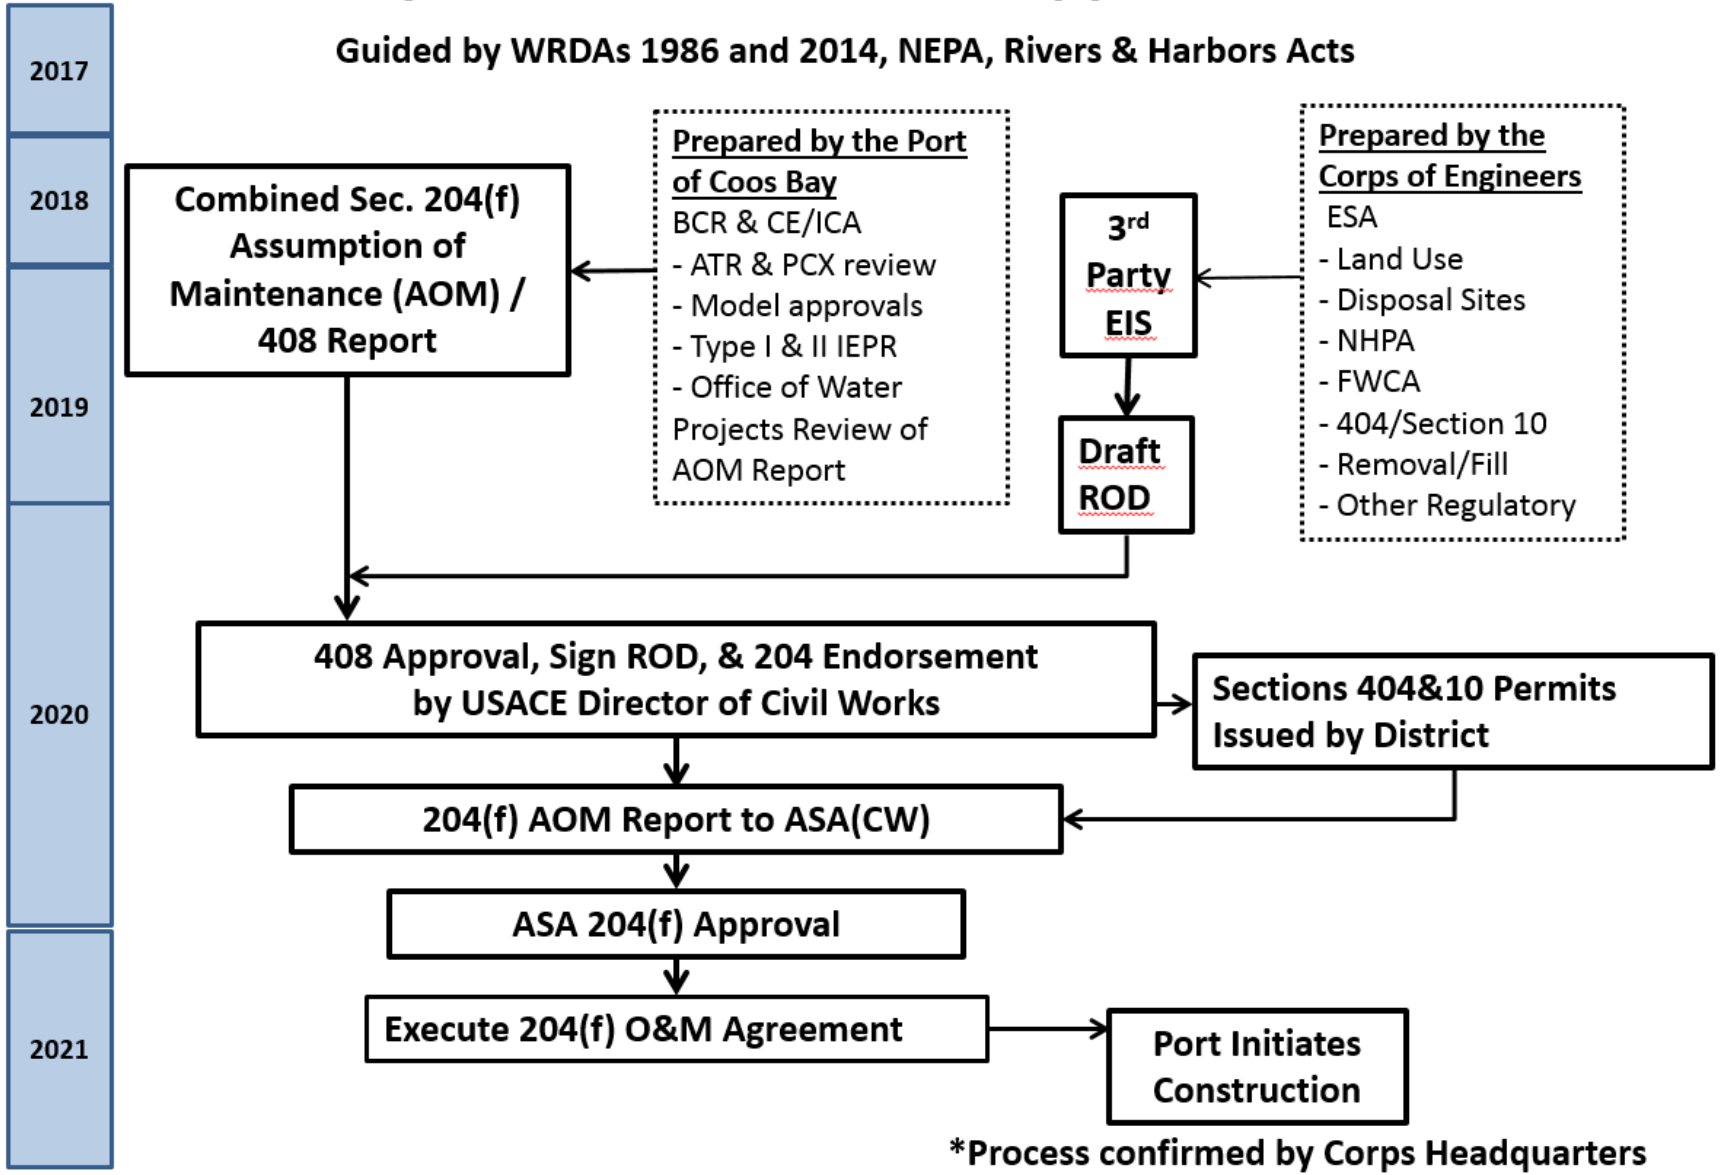 Guided by WRDAs 1986 and 2014, NEPA, Rivers & Harbors Acts
2017
2018
2019
2020
2021
Combined Sec. 204(f)
Assumption of
Maintenance (AOM) /
408 Report
Prepared by the Port
of Coos Bay
BCR & CE/ICA
- ATR & PCX review
- Model approvals
- Type I & II IEPR
- Office of Water
Projects Review of
AOM Report
3rd
Party
EIS
Draft
ROD
Prepared by the
Corps of Engineers
ESA
- Land Use
- Disposal Sites
- NHPA
- FWCA
- 404/Section 10
- Removal/Fill
- Other Regulatory
408 Approval, Sign ROD, & 204 Endorsement
by USACE Director of Civil Works
Sections 404&10 Permits
Issued by District
204(f) AOM Report to ASA(CW)
ASA 204(f) Approval
Execute 204(f) O&M Agreement
Port Initiates
Construction
*Process confirmed by Corps Headquarters